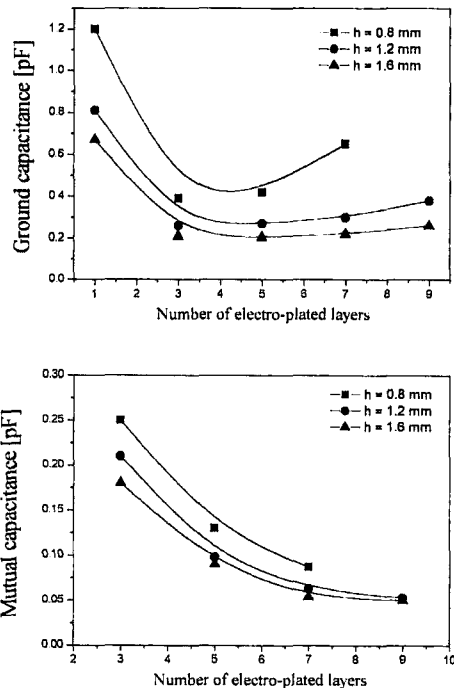 Ground capacitance [pF]
1.2
1.0
0.8
0.6
0.4
0.2
0.0
h = 0.8 mm
h = 1.2 mm
h = 1.6 mm
1 2 3 4 5 6 7 8 9
Number of electro-plated layers
Mutual capacitance [pF]
0.30
0.25
0.20
0.15
0.10
0.05
0.00
h = 0.8 mm
h = 1.2 mm
h = 1.6 mm
2 3 4 5 6 7 8 9 10
Number of electro-plated layers